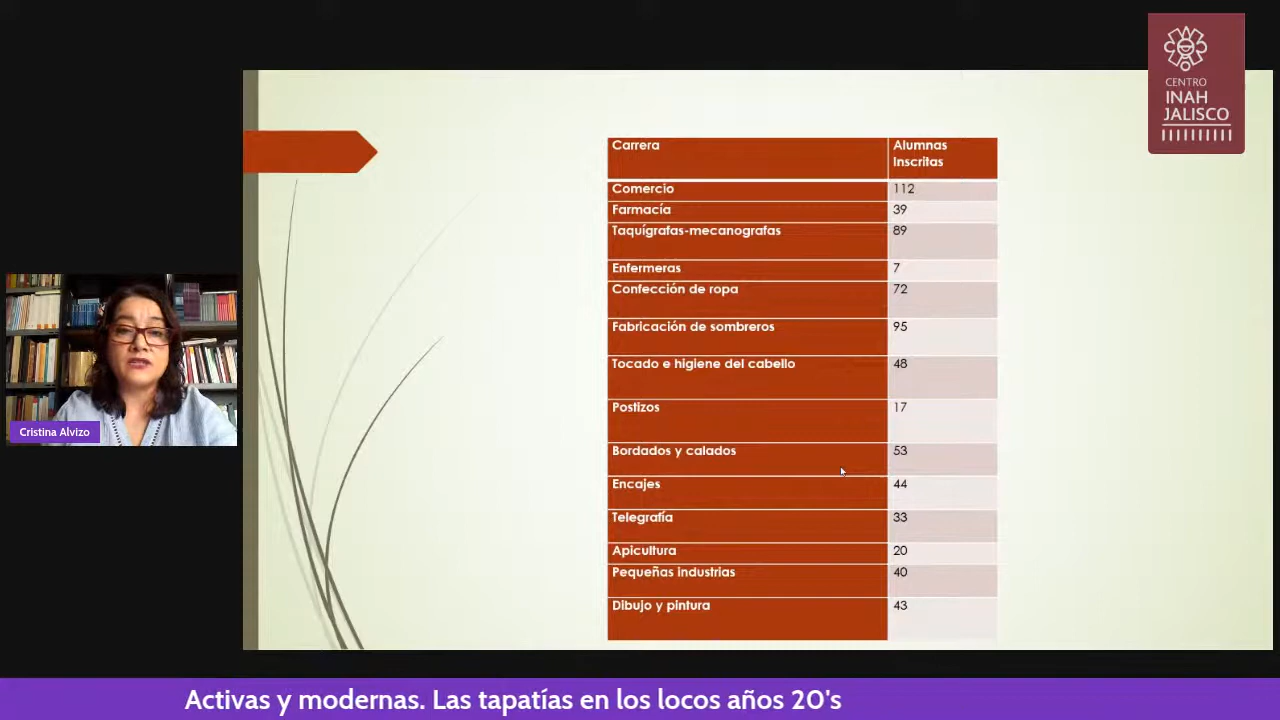 CENTRO
INAH
JALISCO
Carrera Alumnas Inscritas
Comercio 112
Farmacía 39
Taquígrafas-mecanografas 89
Enfermeras 7
Confección de ropa 72
Fabricación de sombreros 95
Tocado e higiene del cabello 48
Postizos 17
Bordados y calados 53
Encajes 44
Telegrafía 33
Apicultura 20
Pequeñas industrias 40
Dibujo y pintura 43
Cristina Alvizo
Activas y modernas. Las tapatías en los locos años 20's